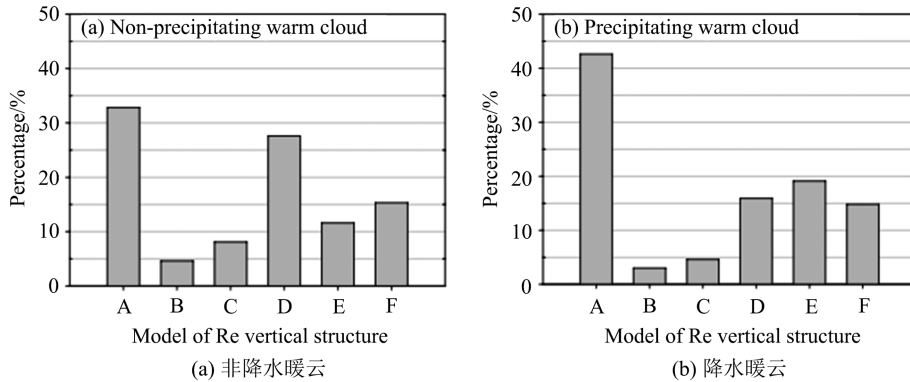 (a) Non-precipitating warm cloud
50
40
30
20
10
0
Percentage/%
A B C D E F
Model of Re vertical structure
(a) 非降水暖云
(b) Precipitating warm cloud
50
40
30
20
10
0
Percentage/%
A B C D E F
Model of Re vertical structure
(b) 降水暖云